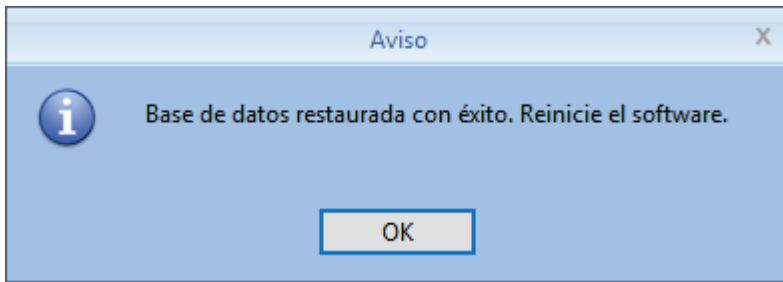 Aviso
X
Base de datos restaurada con éxito. Reinicie el software.
OK